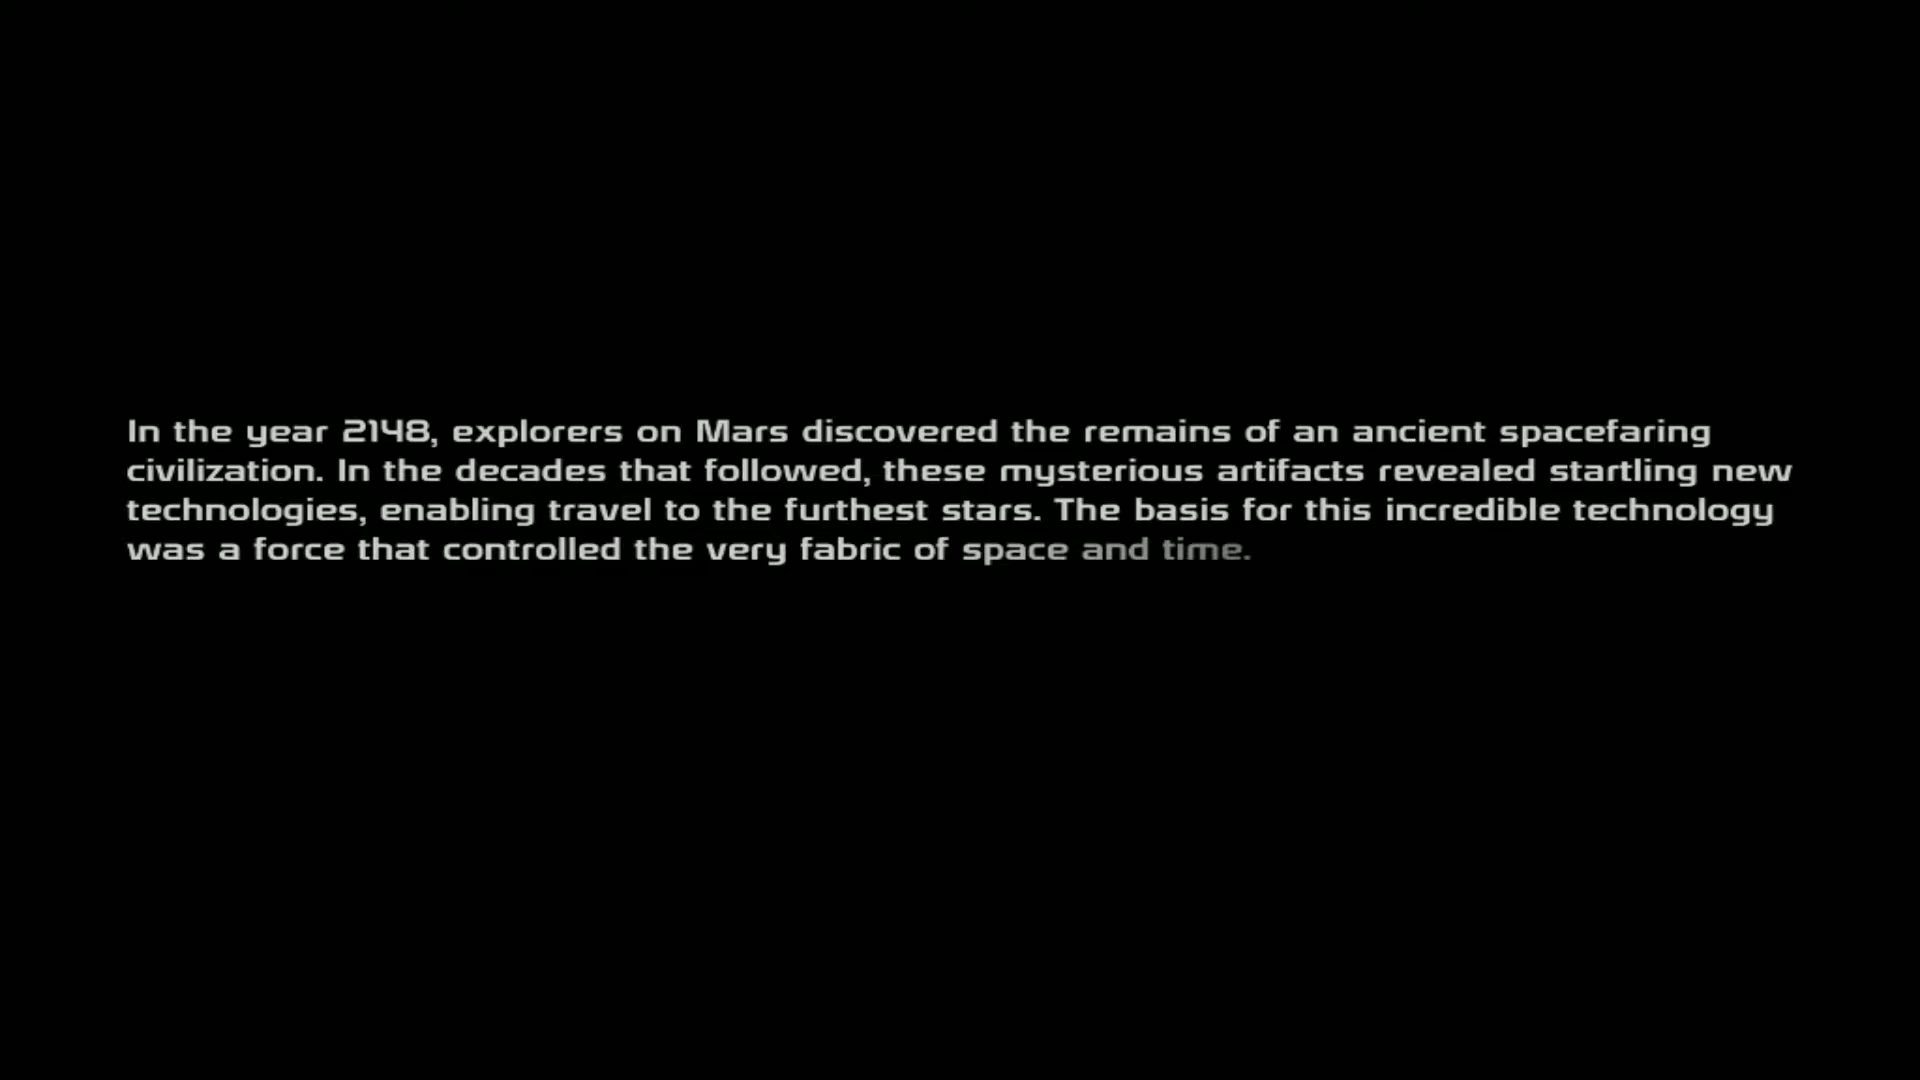 In the year 2148, explorers on Mars discovered the remains of an ancient spacefaring
civilization. In the decades that followed, these mysterious artifacts revealed startling new
technologies, enabling travel to the furthest stars. The basis for this incredible technology
was a force that controlled the very fabric of space and time.